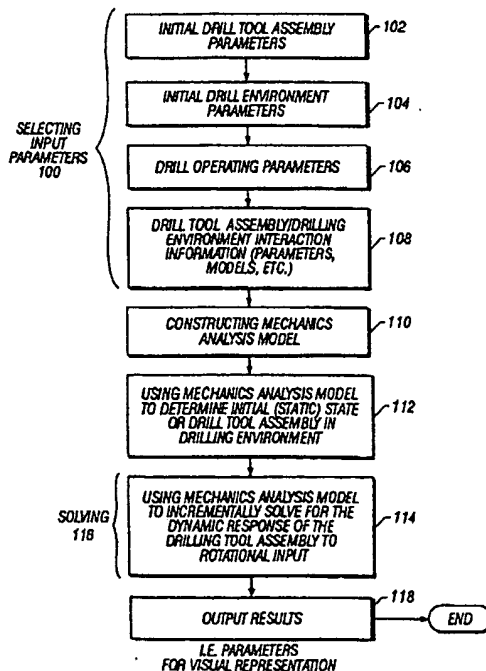 INITIAL DRILL TOOL ASSEMBLY
PARAMETERS
102
INITIAL DRILL ENVIRONMENT
PARAMETERS
104
SELECTING
INPUT
PARAMETERS
100
DRILL OPERATING PARAMETERS
106
DRILL TOOL ASSEMBLY/DRILLING
ENVIRONMENT INTERACTION
INFORMATION (PARAMETERS,
MODELS, ETC.)
108
CONSTRUCTING MECHANICS
ANALYSIS MODEL
110
USING MECHANICS ANALYSIS MODEL
TO DETERMINE INITIAL (STATIC) STATE
OR DRILL TOOL ASSEMBLY IN
DRILLING ENVIRONMENT
112
SOLVING
116
USING MECHANICS ANALYSIS MODEL
TO INCREMENTALLY SOLVE FOR THE
DYNAMIC RESPONSE OF THE
DRILLING TOOL ASSEMBLY TO
ROTATIONAL INPUT
114
OUTPUT RESULTS
118
END
I.E. PARAMETERS
FOR VISUAL REPRESENTATION